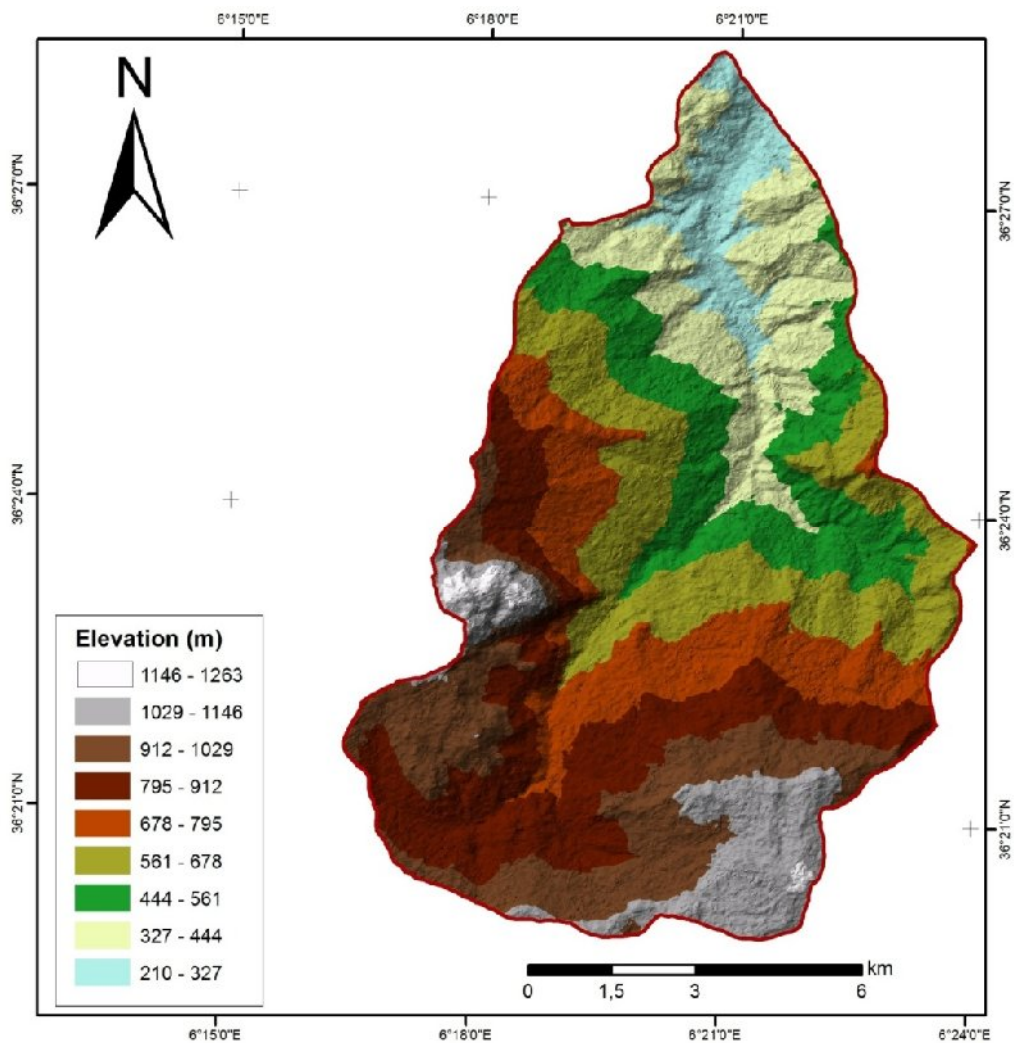 6°15'0"E 6°18'0"E 6°21'0"E
N
36°27'0"N 36°27'0"N
36°24'0"N 36°24'0"N
Elevation (m)
1146 - 1263
1029 - 1146
912 - 1029
795 - 912
678 - 795
561 - 678
444 - 561
327 - 444
210 - 327
36°21'0"N 36°21'0"N
km
0 1,5 3 6
6°15'0"E 6°18'0"E 6°21'0"E 6°24'0"E